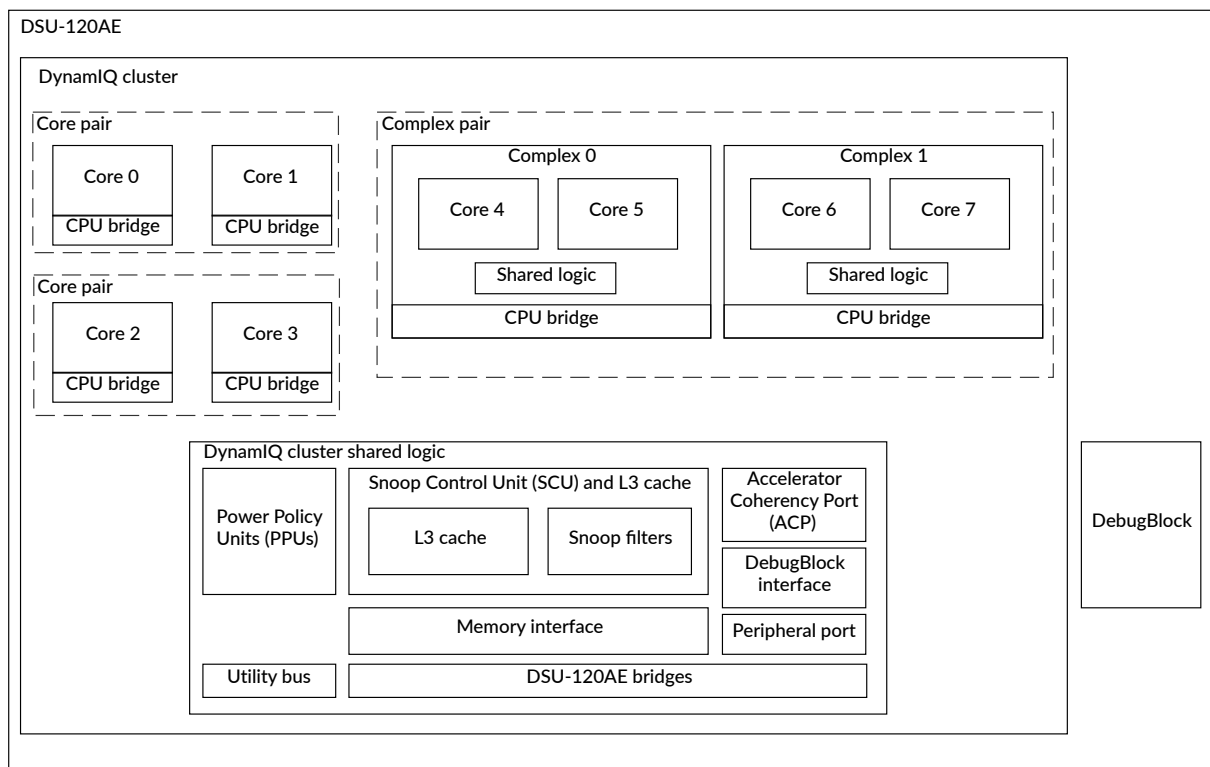 DSU-120AE
DynamIQ cluster
Core pair
Core 0
CPU bridge
Core 1
CPU bridge
Core pair
Core 2
CPU bridge
Core 3
CPU bridge
Complex pair
Complex 0
Core 4
Core 5
Shared logic
CPU bridge
Complex 1
Core 6
Core 7
Shared logic
CPU bridge
DynamIQ cluster shared logic
Power Policy
Units (PPUs)
Snoop Control Unit (SCU) and L3 cache
L3 cache
Snoop filters
Accelerator
Coherency Port
(ACP)
DebugBlock
interface
Memory interface
Peripheral port
Utility bus
DSU-120AE bridges
DebugBlock